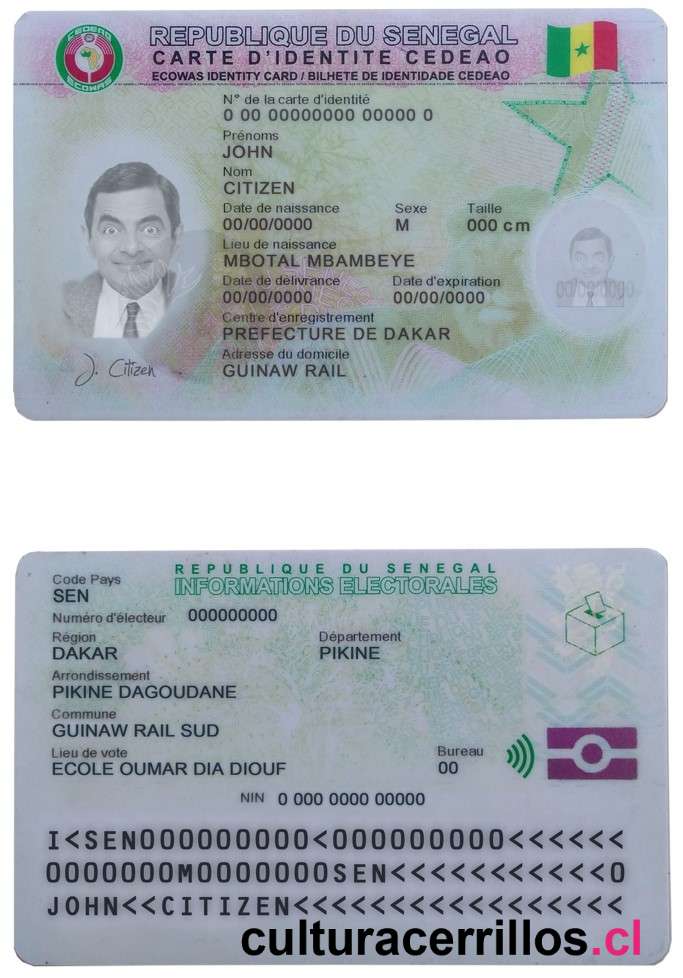 CEDEAO
ECOWAS
REPUBLIQUE DU SENEGAL
CARTE D'IDENTITE CEDEAO
ECOWAS IDENTITY CARD / BILHETE DE IDENTIDADE CEDEAO
N° de la carte d'identité
0 00 00000000 00000 0
Prénoms
JOHN
Nom
CITIZEN
Date de naissance Sexe Taille
00/00/0000 M 000 cm
Lieu de naissance
MBOTAL MBAMBEYE
Date de délivrance Date d'expiration
00/00/0000 00/00/0000
Centre d'enregistrement
PREFECTURE DE DAKAR
Adresse du domicile
GUINAW RAIL
J. Citizen
REPUBLIQUE DU SENEGAL
INFORMATIONS ELECTORALES
Code Pays
SEN
Numéro d'électeur 000000000
Région Département
DAKAR PIKINE
Arrondissement
PIKINE DAGOUDANE
Commune
GUINAW RAIL SUD
Lieu de vote Bureau
ECOLE OUMAR DIA DIOUF 00
NIN 0 000 0000 00000
I<SEN000000000<000000000<<<<<<
0000000M0000000SEN<<<<<<<<<<<0
JOHN<<CITIZEN<<<<<<<<<<<<<<<<<
culturacerrillos.cl